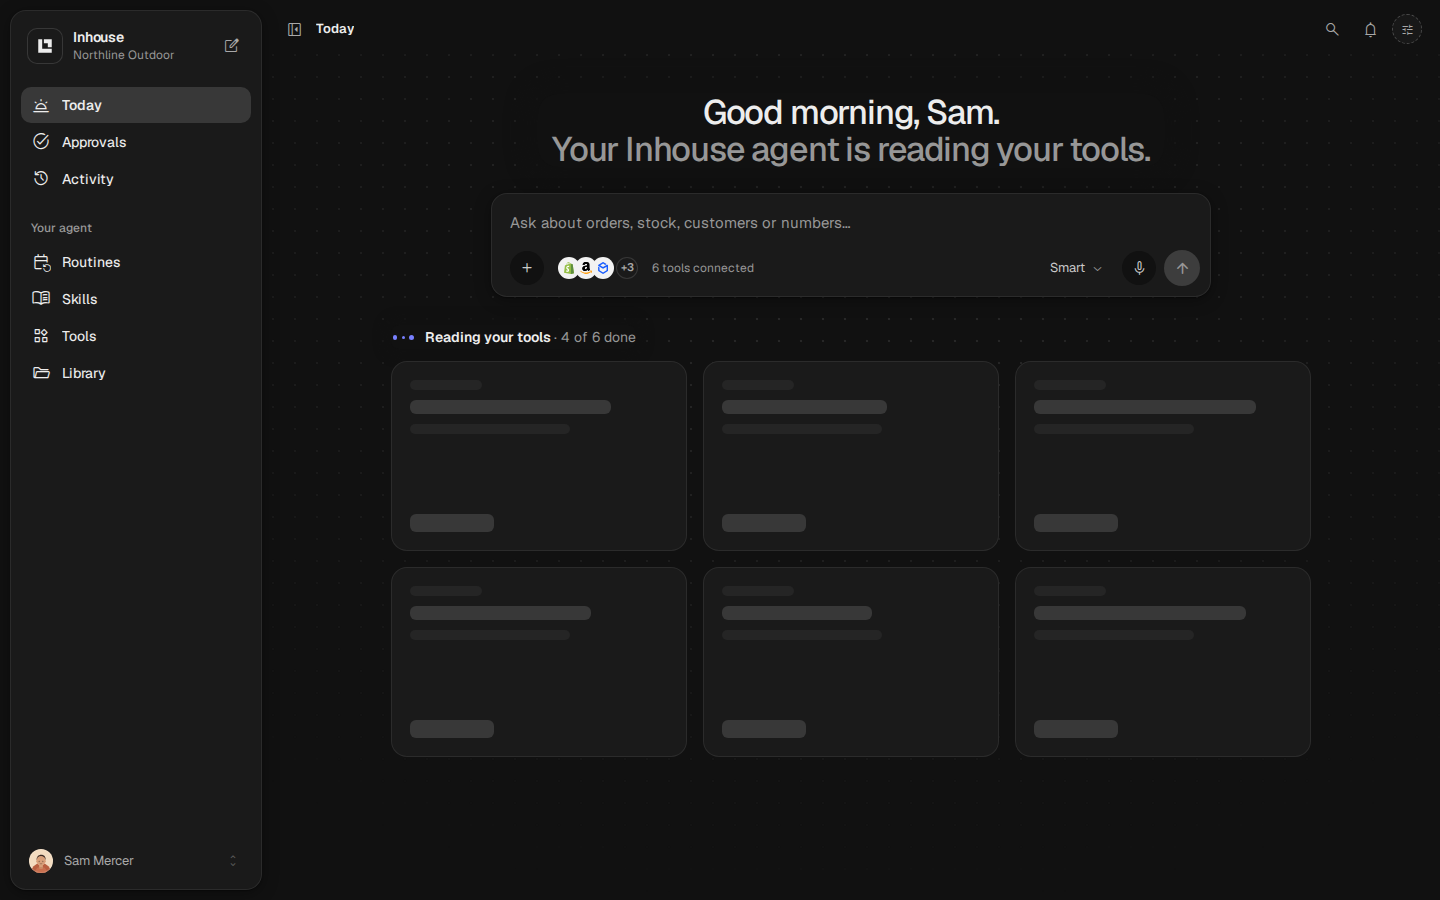 Inhouse
Northline Outdoor
Today
Approvals
Activity
Your agent
Routines
Skills
Tools
Library
Sam Mercer
Today
Good morning, Sam.
Your Inhouse agent is reading your tools.
Ask about orders, stock, customers or numbers…
+3
6 tools connected
Smart
Reading your tools · 4 of 6 done